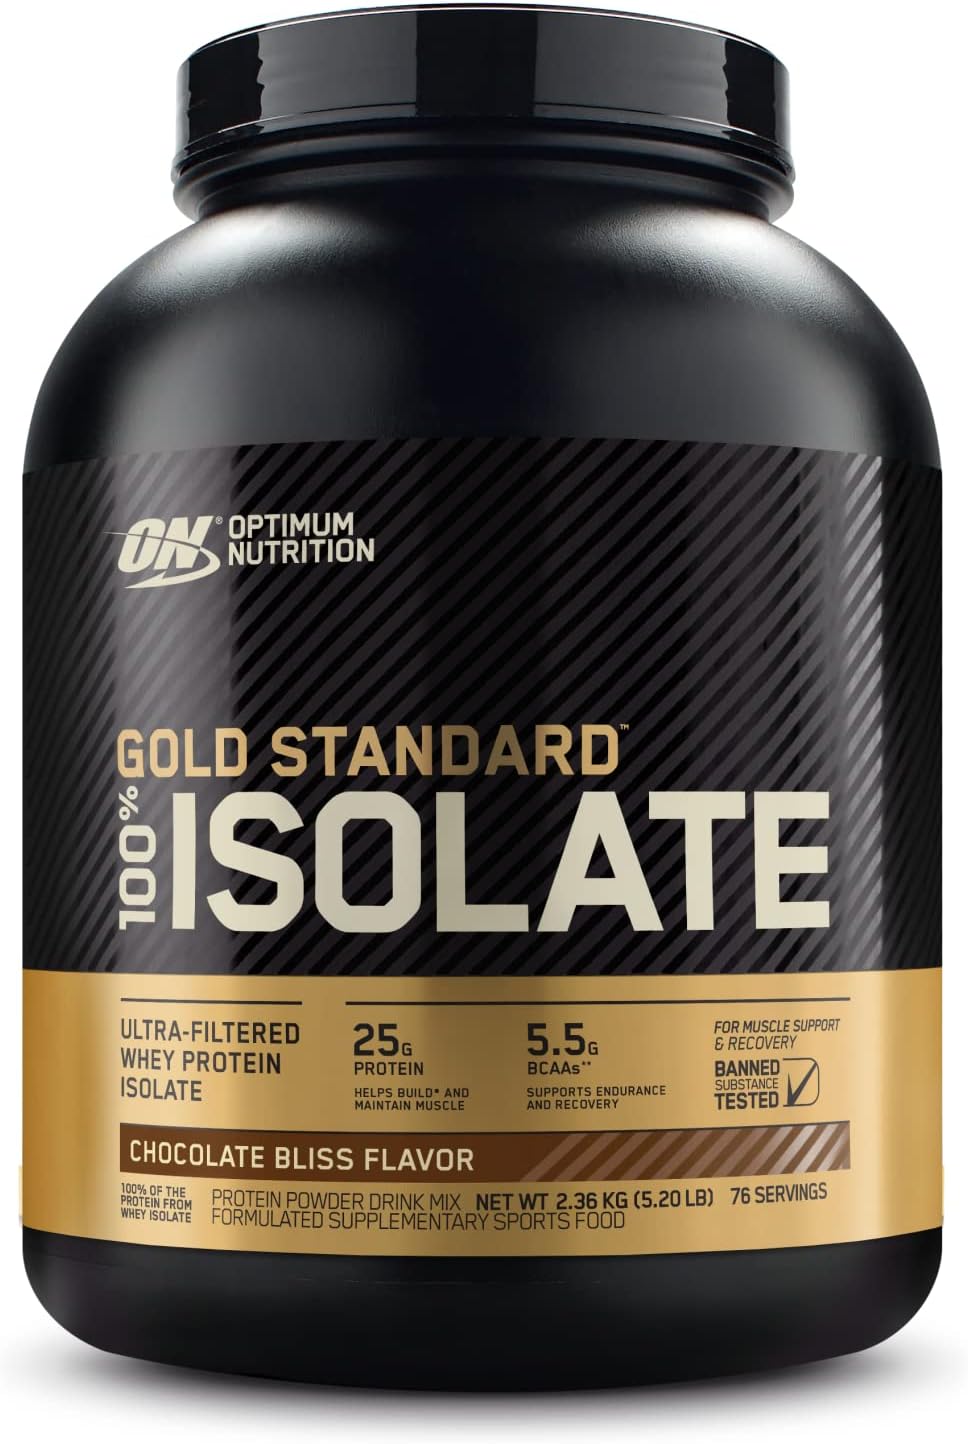 ON® OPTIMUM
NUTRITION
GOLD STANDARD™
100% ISOLATE
ULTRA-FILTERED
WHEY PROTEIN
ISOLATE
25G
PROTEIN
HELPS BUILD* AND
MAINTAIN MUSCLE
5.5G
BCAAs**
SUPPORTS ENDURANCE
AND RECOVERY
FOR MUSCLE SUPPORT
& RECOVERY
BANNED
SUBSTANCE
TESTED
CHOCOLATE BLISS FLAVOR
100% OF THE
PROTEIN FROM
WHEY ISOLATE
PROTEIN POWDER DRINK MIX NET WT 2.36 KG (5.20 LB) 76 SERVINGS
FORMULATED SUPPLEMENTARY SPORTS FOOD